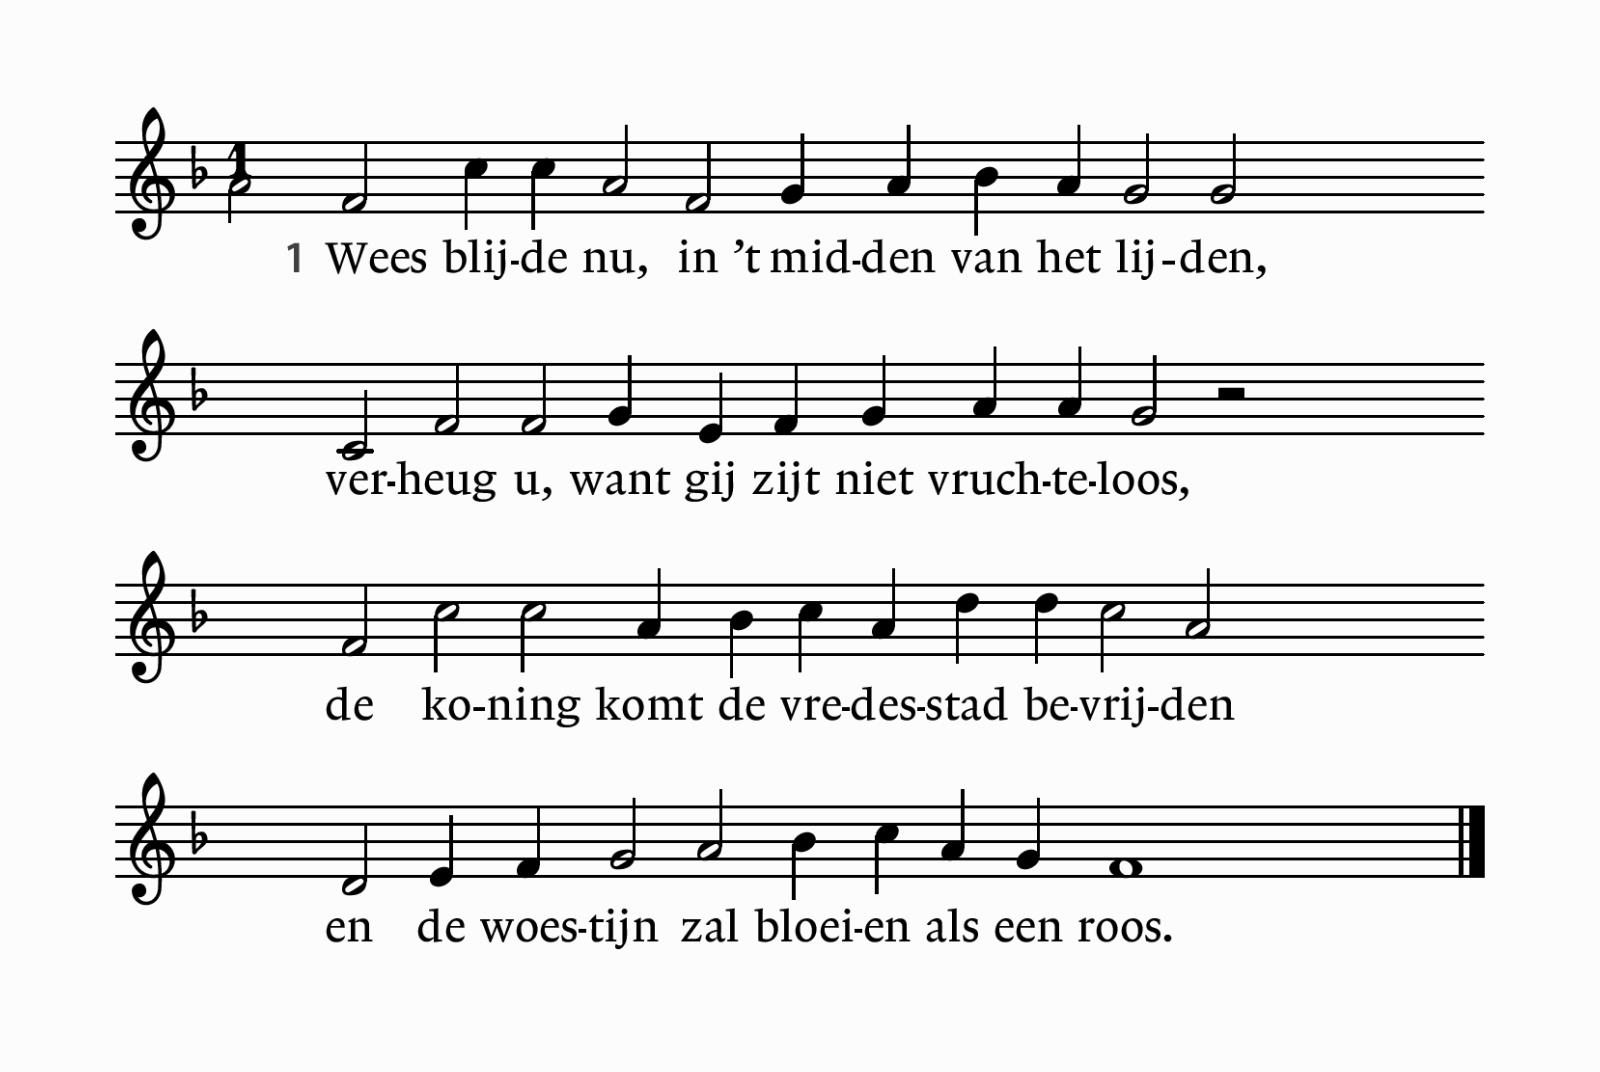 1
1 Wees blij-de nu, in ’t mid-den van het lij-den,
ver-heug u, want gij zijt niet vruch-te-loos,
de ko-ning komt de vre-des-stad be-vrij-den
en de woes-tijn zal bloei-en als een roos.